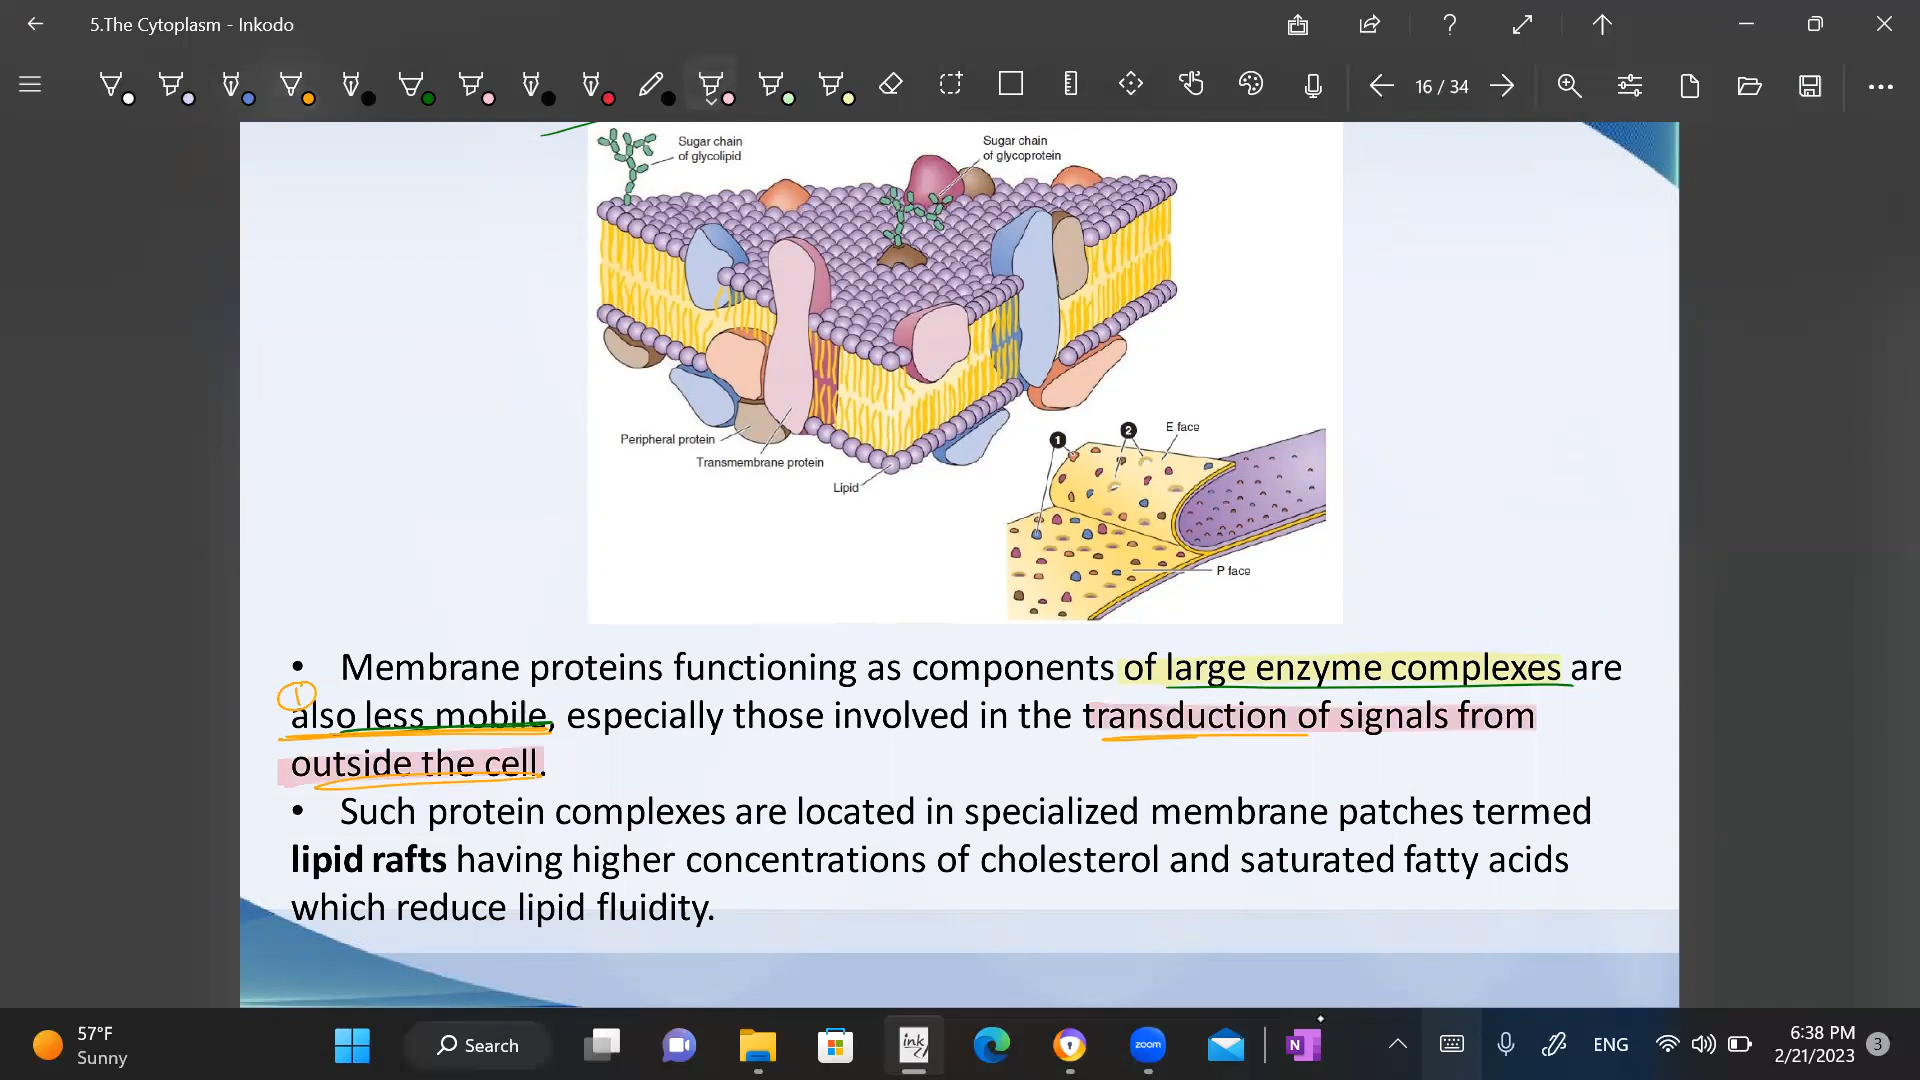 5.The Cytoplasm - Inkodo
16 / 34
Sugar chain
of glycolipid
Sugar chain
of glycoprotein
Peripheral protein
Transmembrane protein
Lipid
1
2
E face
P face
• Membrane proteins functioning as components of large enzyme complexes are
1
also less mobile, especially those involved in the transduction of signals from
outside the cell.
• Such protein complexes are located in specialized membrane patches termed
lipid rafts having higher concentrations of cholesterol and saturated fatty acids
which reduce lipid fluidity.
57°F
Sunny
Search
ink
zoom
N
ENG
6:38 PM
2/21/2023
3